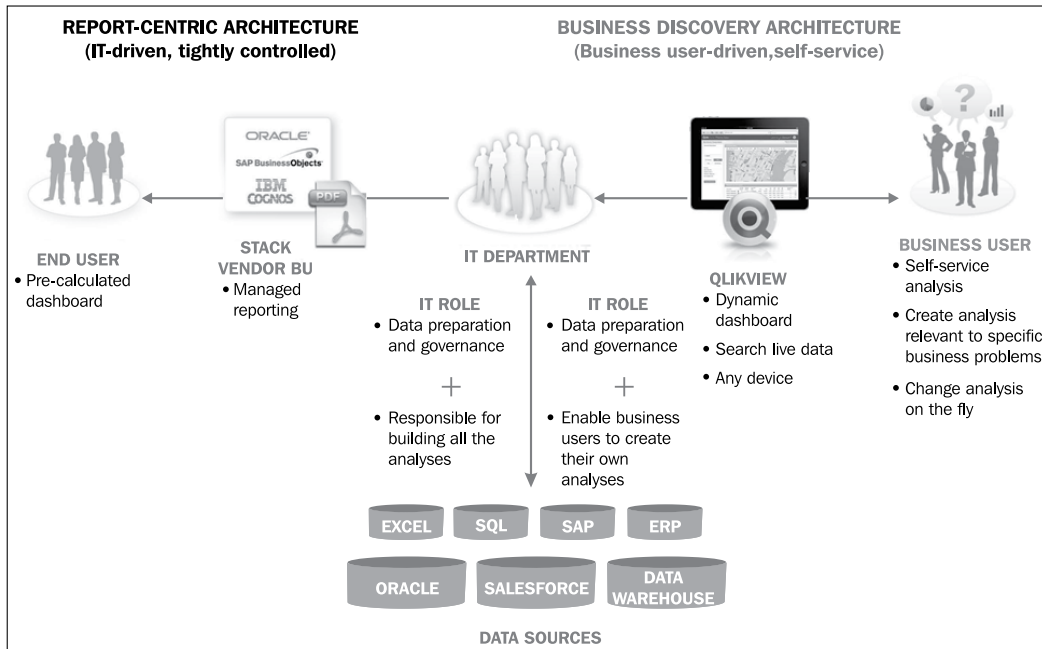 REPORT-CENTRIC ARCHITECTURE
(IT-driven, tightly controlled)
BUSINESS DISCOVERY ARCHITECTURE
(Business user-driven,self-service)
ORACLE®
SAP BusinessObjects
IBM
COGNOS
PDF
?
END USER
• Pre-calculated
dashboard
STACK
VENDOR BU
• Managed
reporting
IT DEPARTMENT
IT ROLE
• Data preparation
and governance
+
• Responsible for
building all the
analyses
IT ROLE
• Data preparation
and governance
+
• Enable business
users to create
their own
analyses
QLIKVIEW
• Dynamic
dashboard
• Search live data
• Any device
BUSINESS USER
• Self-service
analysis
• Create analysis
relevant to specific
business problems
• Change analysis
on the fly
EXCEL
SQL
SAP
ERP
ORACLE
SALESFORCE
DATA
WAREHOUSE
DATA SOURCES